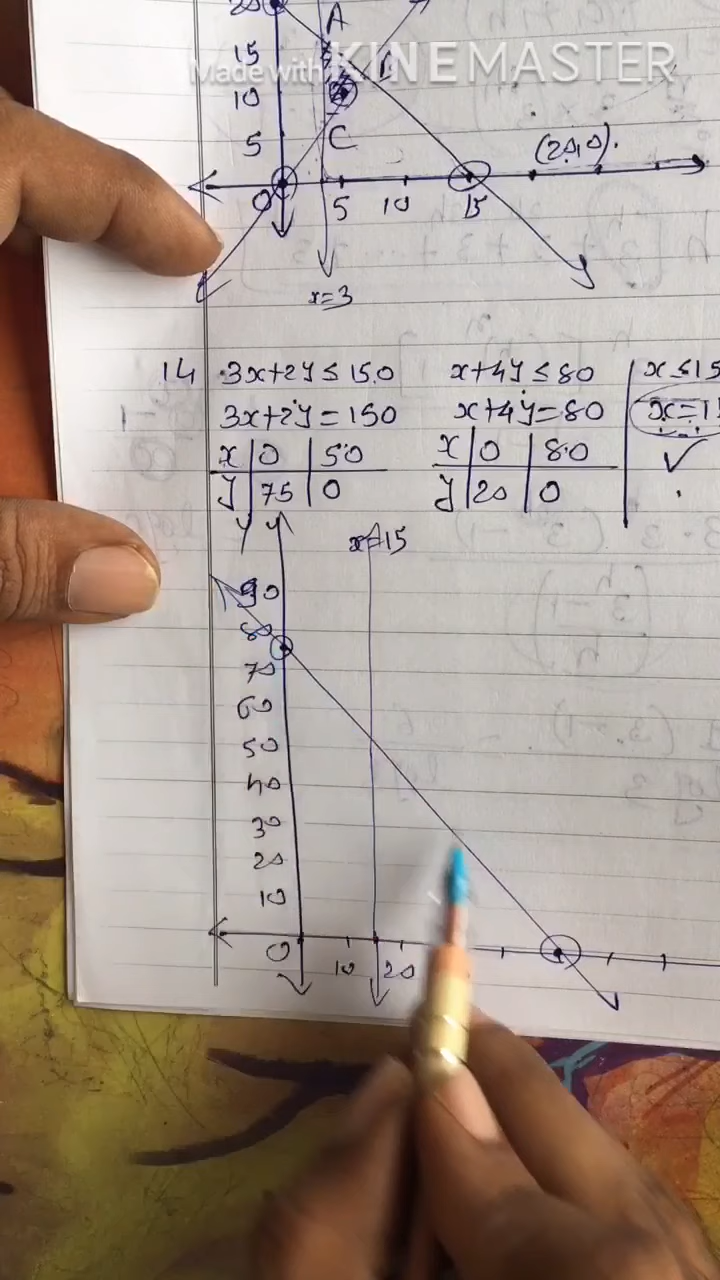 20
A
15
Made with KINEMASTER
10
5
C
(20,0).
0 5 10 15
x=3
14 3x+2y≤150 x+4y≤80 x≤15
3x+2y=150 x+4y=80
x 0 50 x 0 80 ✓
y 75 0 y 20 0
y
x=15
90
80
70
60
50
40
30
20
10
0 10 20